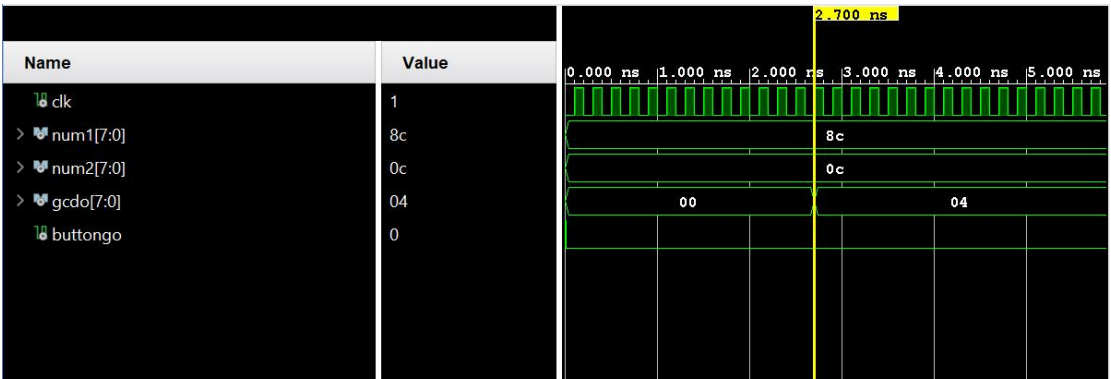 2.700 ns
Name Value
0.000 ns 1.000 ns 2.000 ns 3.000 ns 4.000 ns 5.000 ns
clk 1
num1[7:0] 8c 8c
num2[7:0] 0c 0c
gcdo[7:0] 04 00 04
buttongo 0